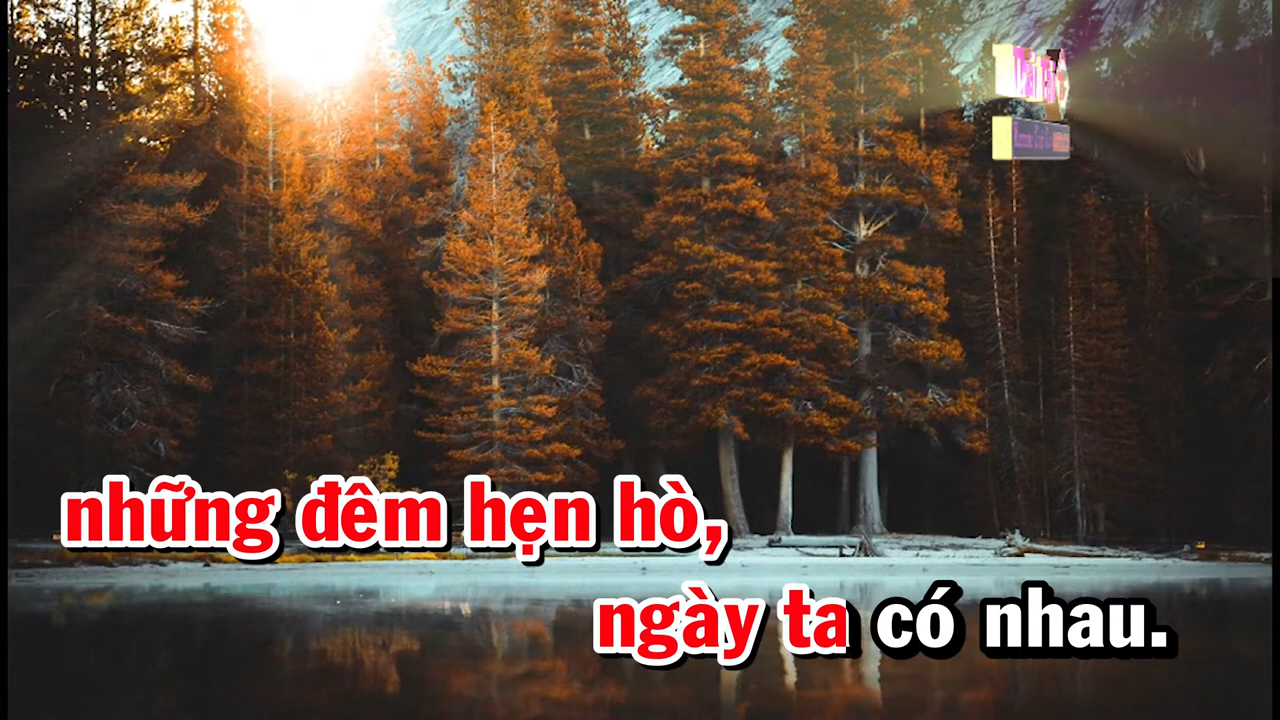 những đêm hẹn hò,
ngày ta có nhau.